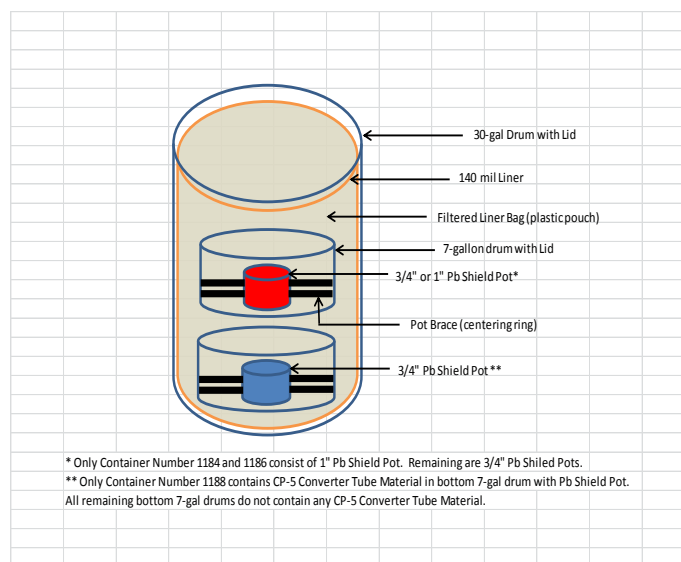 30-gal Drum with Lid
140 mil Liner
Filtered Liner Bag (plastic pouch)
7-gallon drum with Lid
3/4" or 1" Pb Shield Pot*
Pot Brace (centering ring)
3/4" Pb Shield Pot **
* Only Container Number 1184 and 1186 consist of 1" Pb Shield Pot. Remaining are 3/4" Pb Shiled Pots.
** Only Container Number 1188 contains CP-5 Converter Tube Material in bottom 7-gal drum with Pb Shield Pot.
All remaining bottom 7-gal drums do not contain any CP-5 Converter Tube Material.